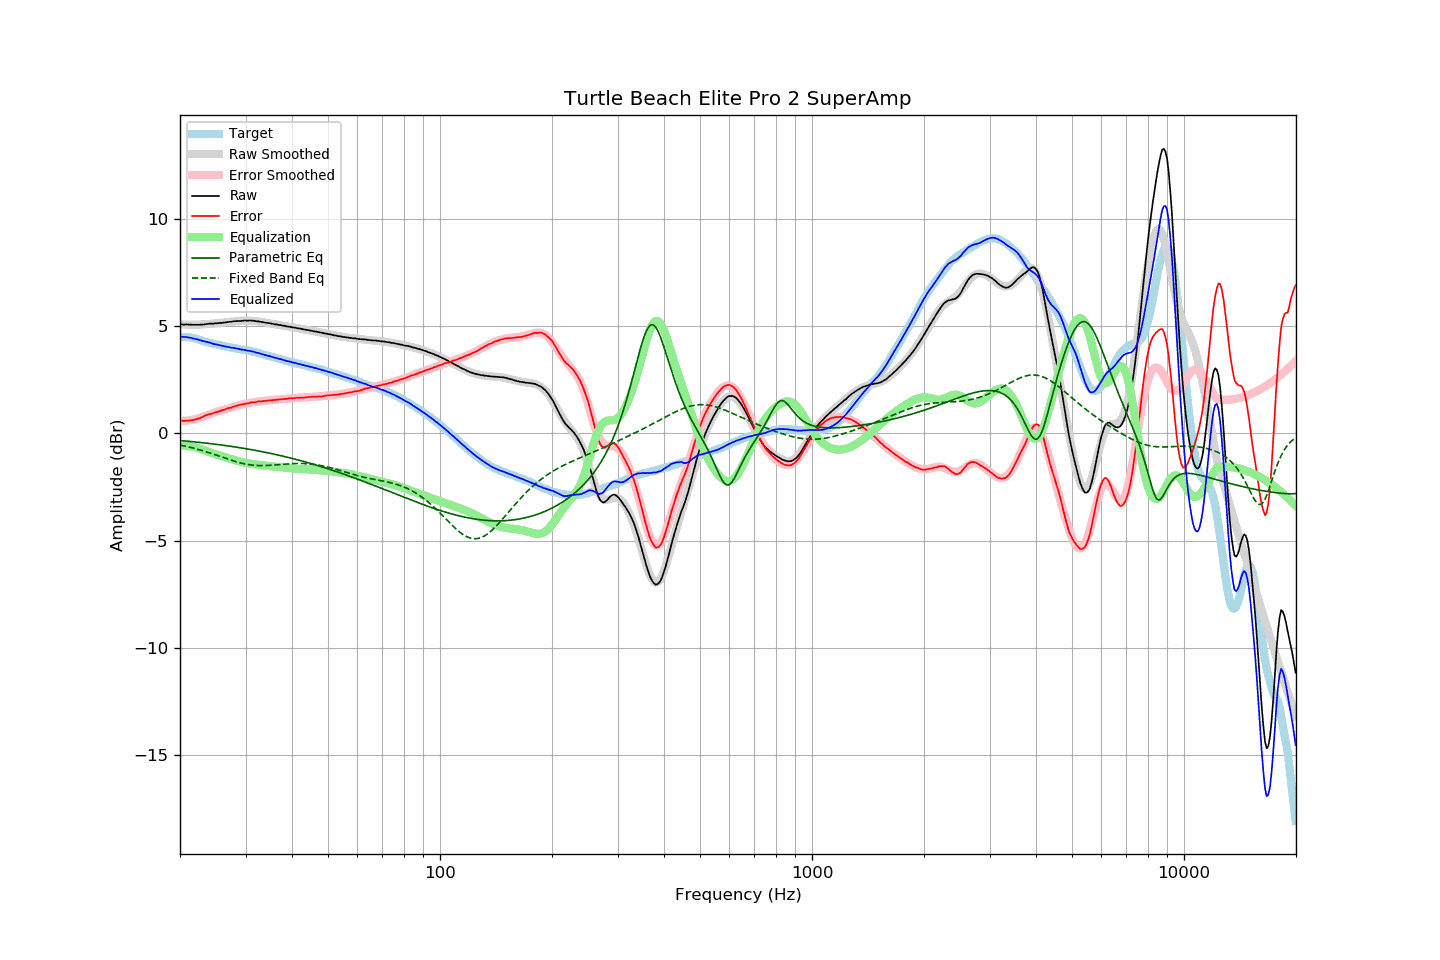 Turtle Beach Elite Pro 2 SuperAmp
Target
Raw Smoothed
Error Smoothed
Raw
Error
Equalization
Parametric Eq
Fixed Band Eq
Equalized
Amplitude (dBr)
10
5
0
−5
−10
−15
100
1000
10000
Frequency (Hz)